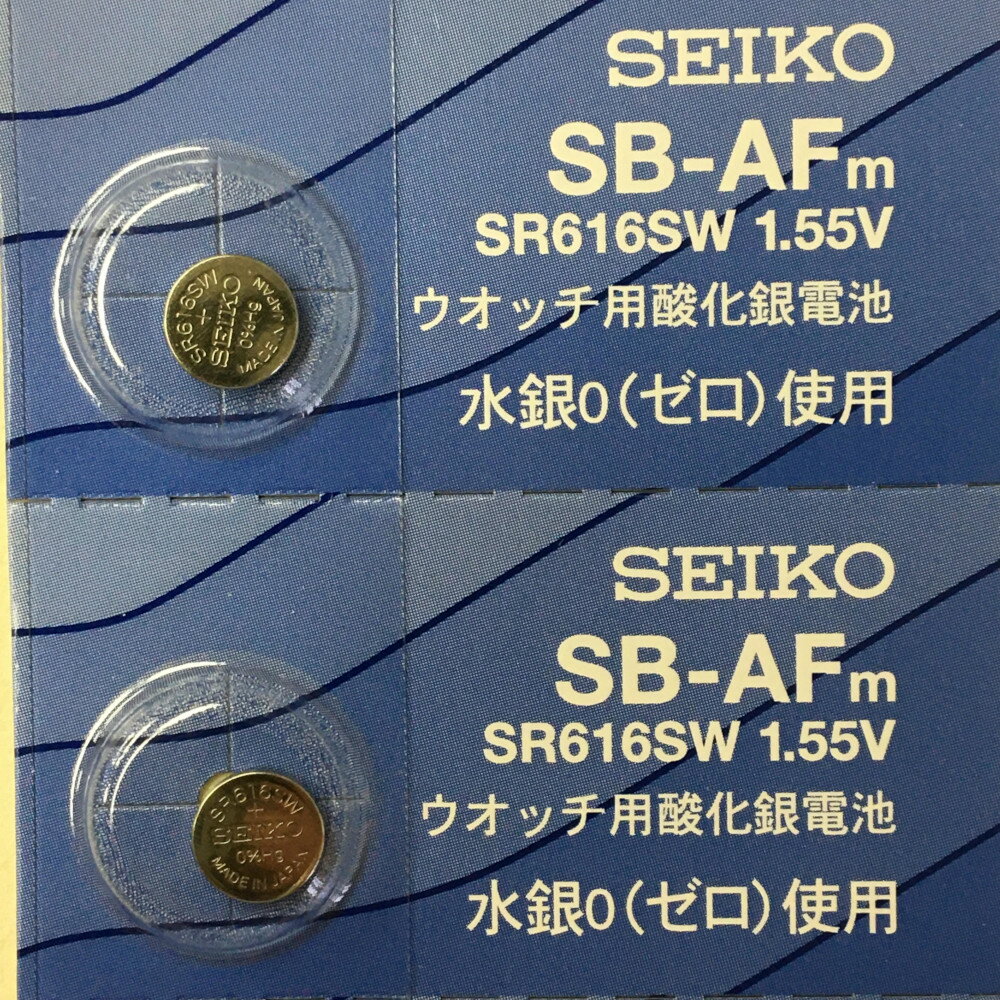 SEIKO
SB-AFm
SR616SW 1.55V
ウオッチ用酸化銀電池
水銀0（ゼロ）使用
SR616SW
+
SEIKO
0%Hg
MADE IN JAPAN
SEIKO
SB-AFm
SR616SW 1.55V
ウオッチ用酸化銀電池
水銀0（ゼロ）使用
SR616SW
+
SEIKO
0%Hg
MADE IN JAPAN